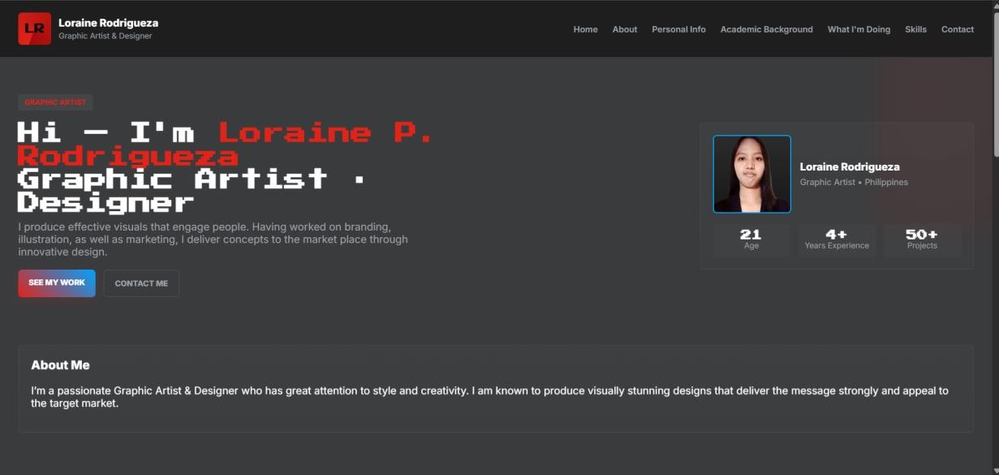 LR
Loraine Rodrigueza
Graphic Artist & Designer
Home About Personal Info Academic Background What I'm Doing Skills Contact
GRAPHIC ARTIST
Hi — I'm Loraine P.
Rodrigueza
Graphic Artist ·
Designer
I produce effective visuals that engage people. Having worked on branding,
illustration, as well as marketing, I deliver concepts to the market place through
innovative design.
SEE MY WORK CONTACT ME
Loraine Rodrigueza
Graphic Artist • Philippines
21 4+ 50+
Age Years Experience Projects
About Me
I'm a passionate Graphic Artist & Designer who has great attention to style and creativity. I am known to produce visually stunning designs that deliver the message strongly and appeal to
the target market.